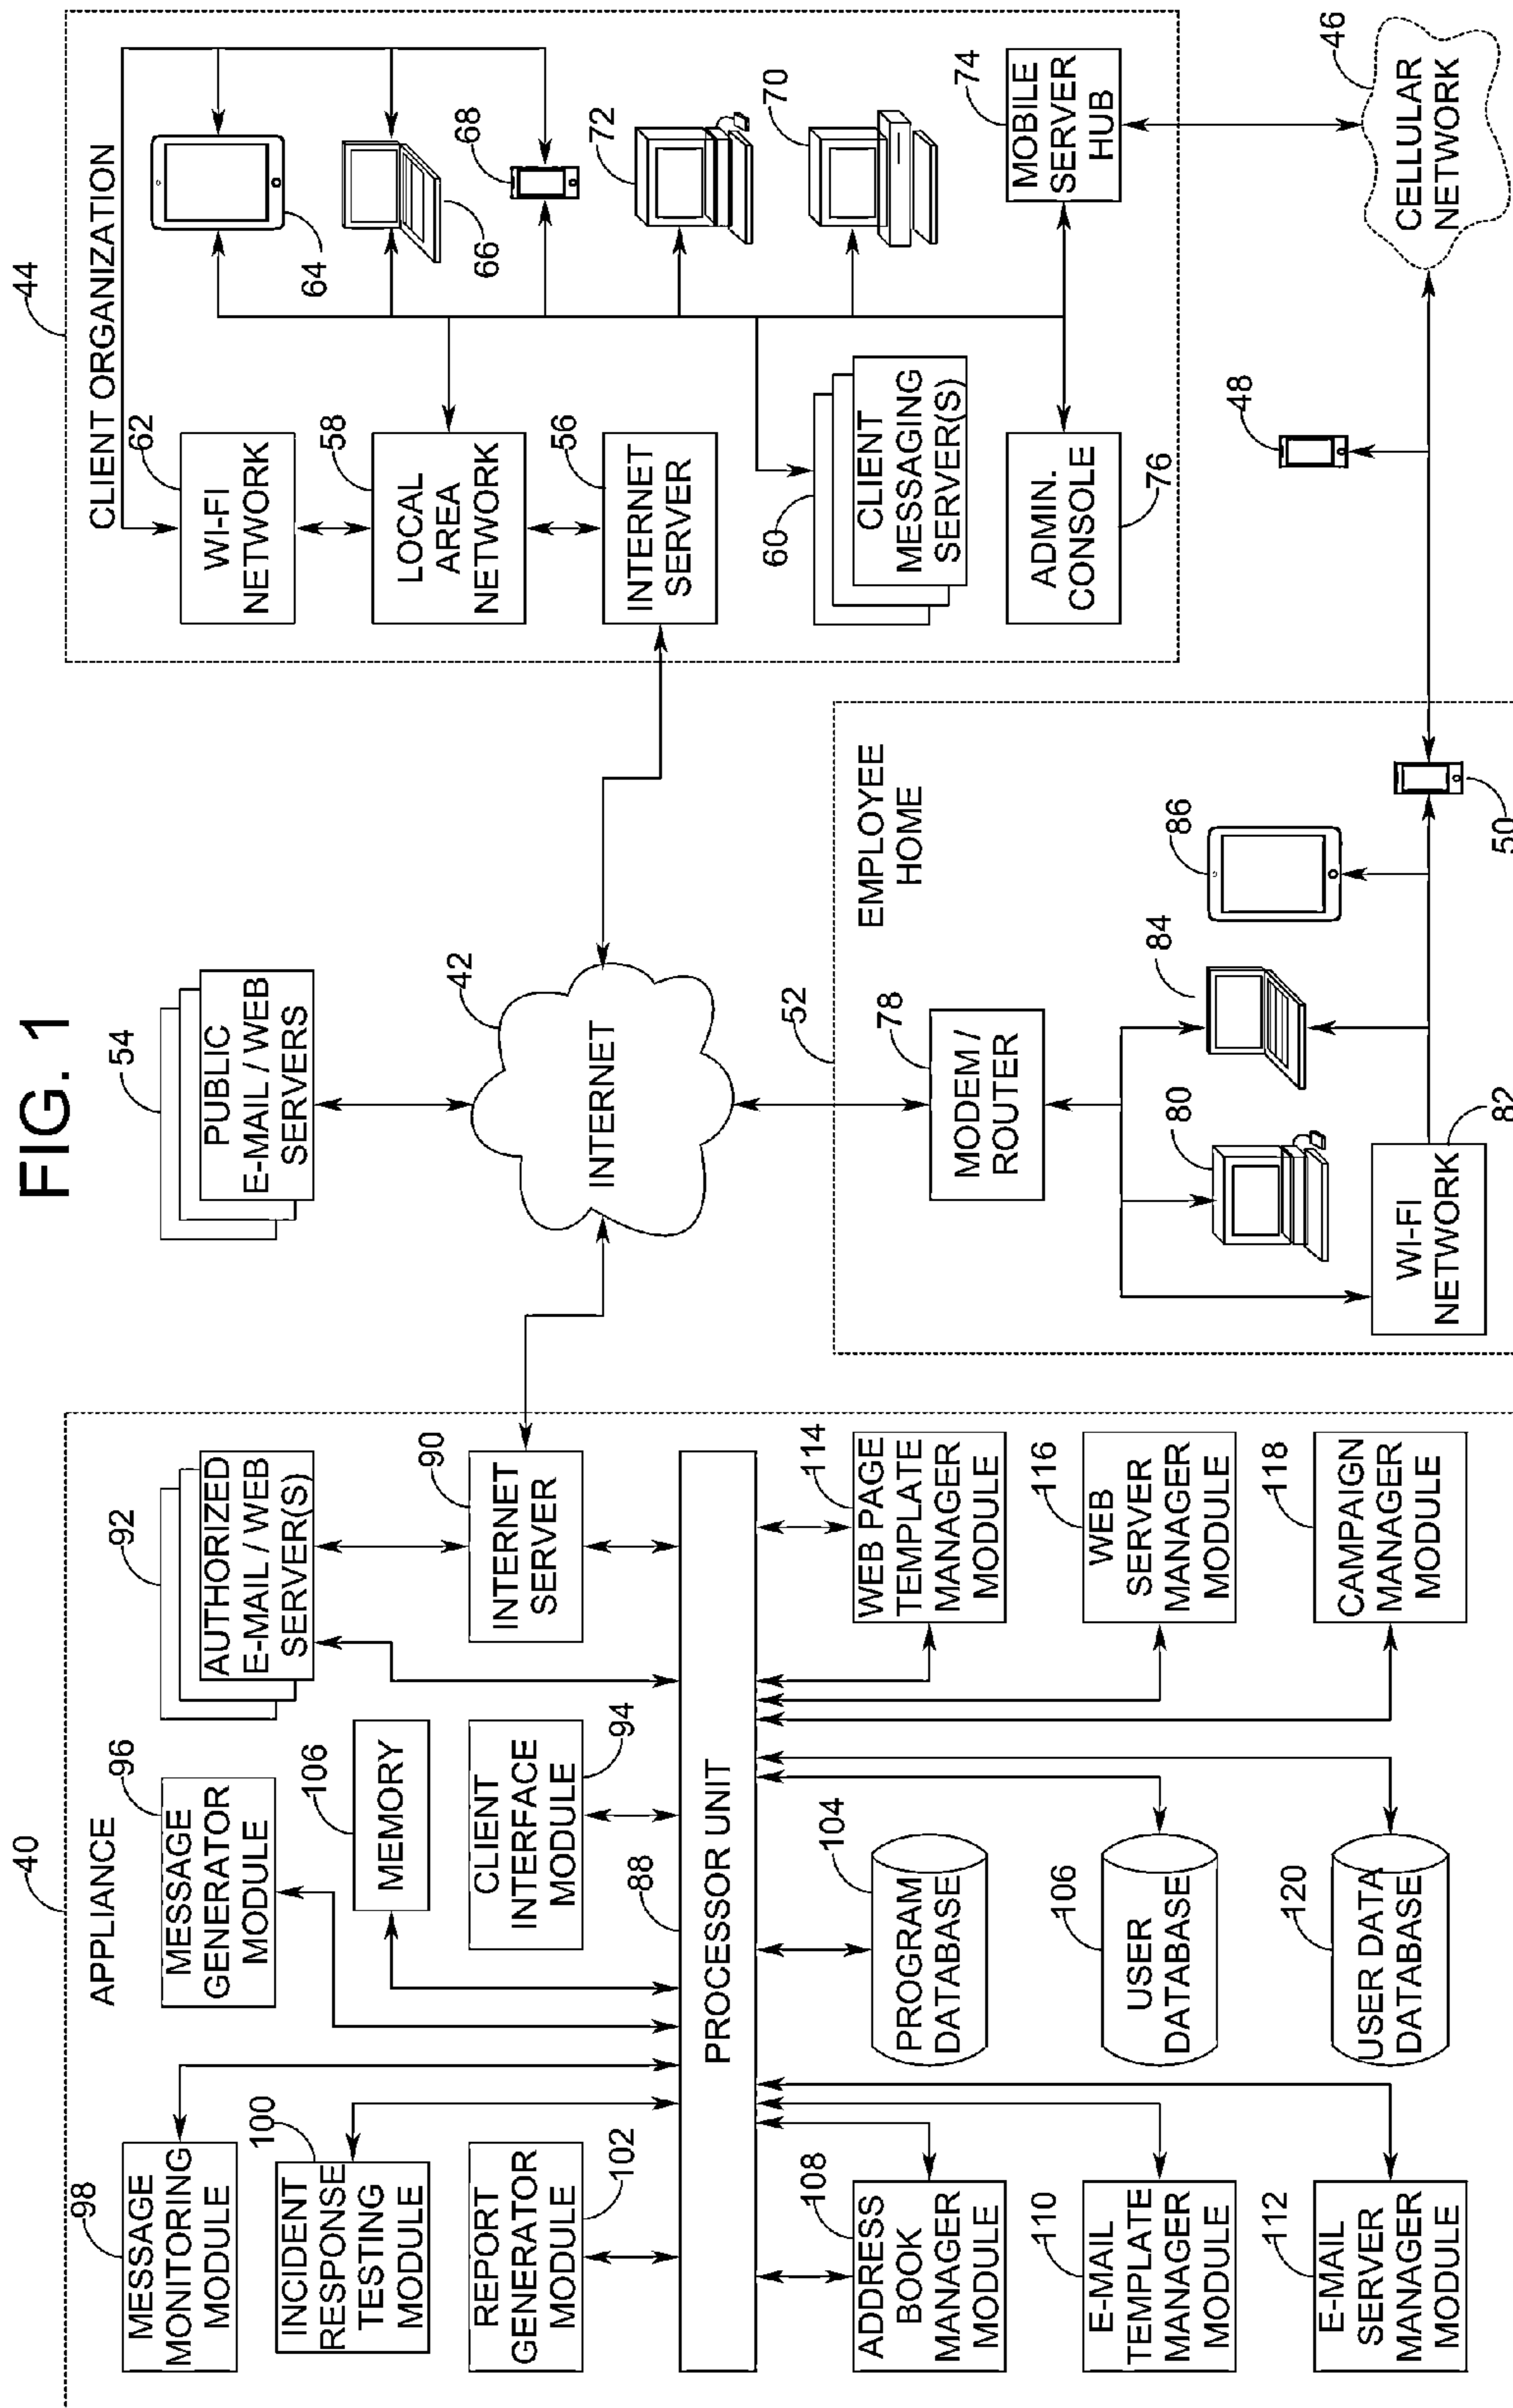 FIG. 1
40
APPLIANCE
98
MESSAGE
MONITORING
MODULE
100
INCIDENT
RESPONSE
TESTING
MODULE
REPORT
GENERATOR
MODULE
102
96
MESSAGE
GENERATOR
MODULE
106
MEMORY
CLIENT
INTERFACE
MODULE
94
92
AUTHORIZED
E-MAIL / WEB
SERVER(S)
90
INTERNET
SERVER
88
PROCESSOR UNIT
108
ADDRESS
BOOK
MANAGER
MODULE
110
E-MAIL
TEMPLATE
MANAGER
MODULE
112
E-MAIL
SERVER
MANAGER
MODULE
104
PROGRAM
DATABASE
106
USER
DATABASE
120
USER DATA
DATABASE
114
WEB PAGE
TEMPLATE
MANAGER
MODULE
116
WEB
SERVER
MANAGER
MODULE
118
CAMPAIGN
MANAGER
MODULE
54
PUBLIC
E-MAIL / WEB
SERVERS
42
INTERNET
52
EMPLOYEE
HOME
78
MODEM /
ROUTER
80
84
86
WI-FI
NETWORK
82
50
44
CLIENT ORGANIZATION
62
WI-FI
NETWORK
58
LOCAL
AREA
NETWORK
56
INTERNET
SERVER
60
CLIENT
MESSAGING
SERVER(S)
ADMIN.
CONSOLE
76
64
66
68
72
70
74
MOBILE
SERVER
HUB
48
46
CELLULAR
NETWORK